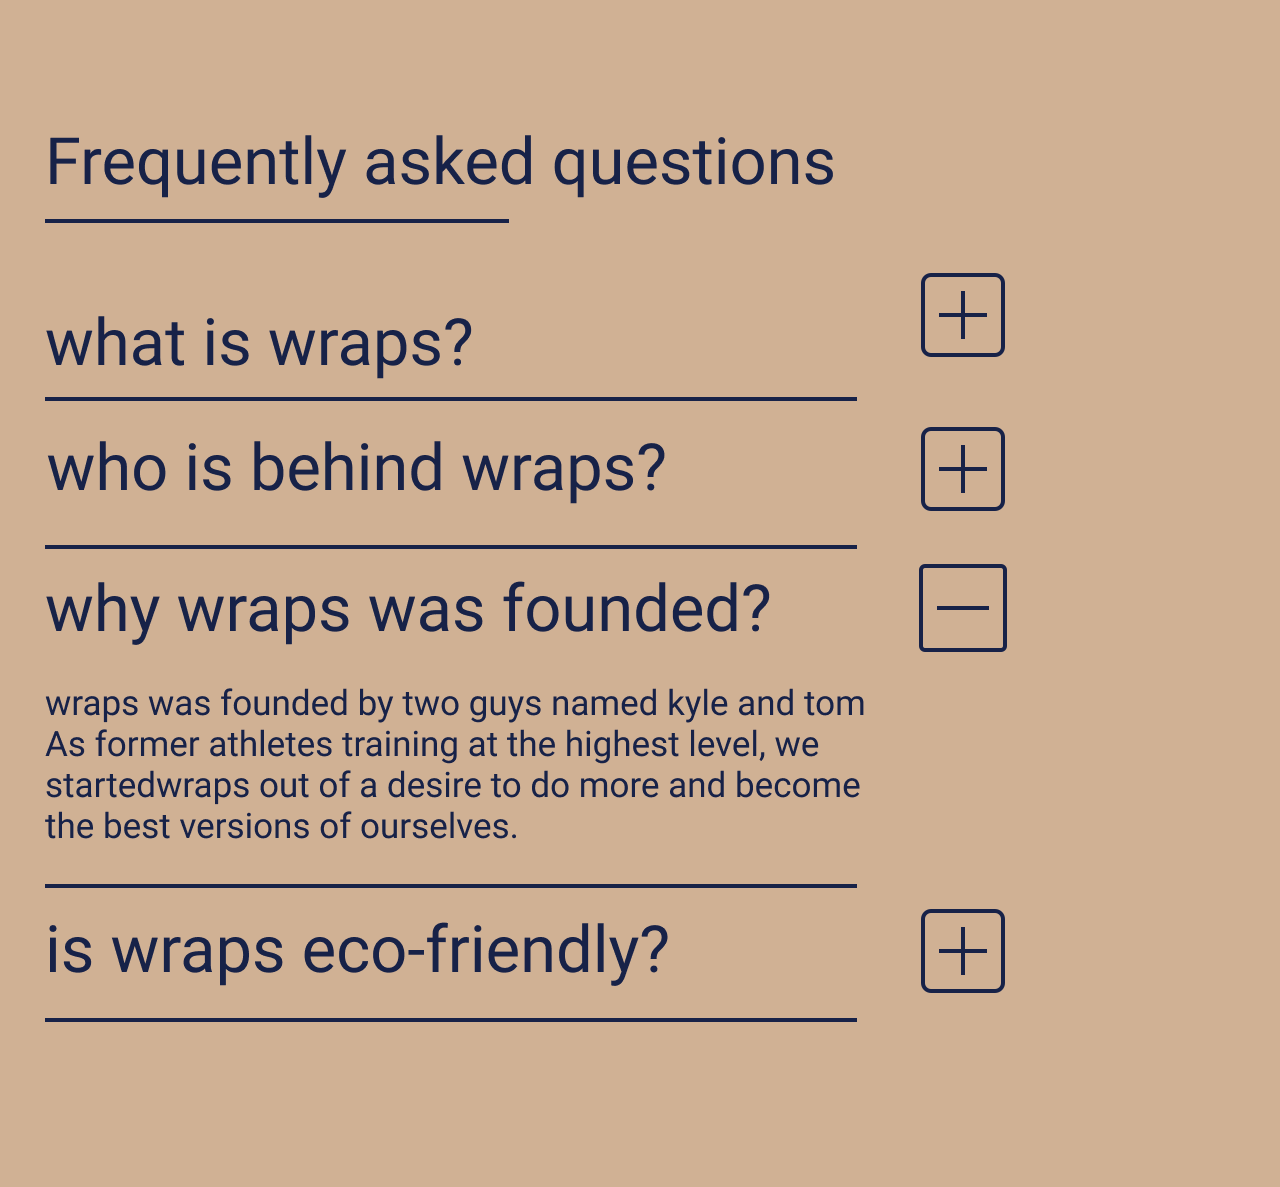 Frequently asked questions
what is wraps?
who is behind wraps?
why wraps was founded?
wraps was founded by two guys named kyle and tom
As former athletes training at the highest level, we
startedwraps out of a desire to do more and become
the best versions of ourselves.
is wraps eco-friendly?